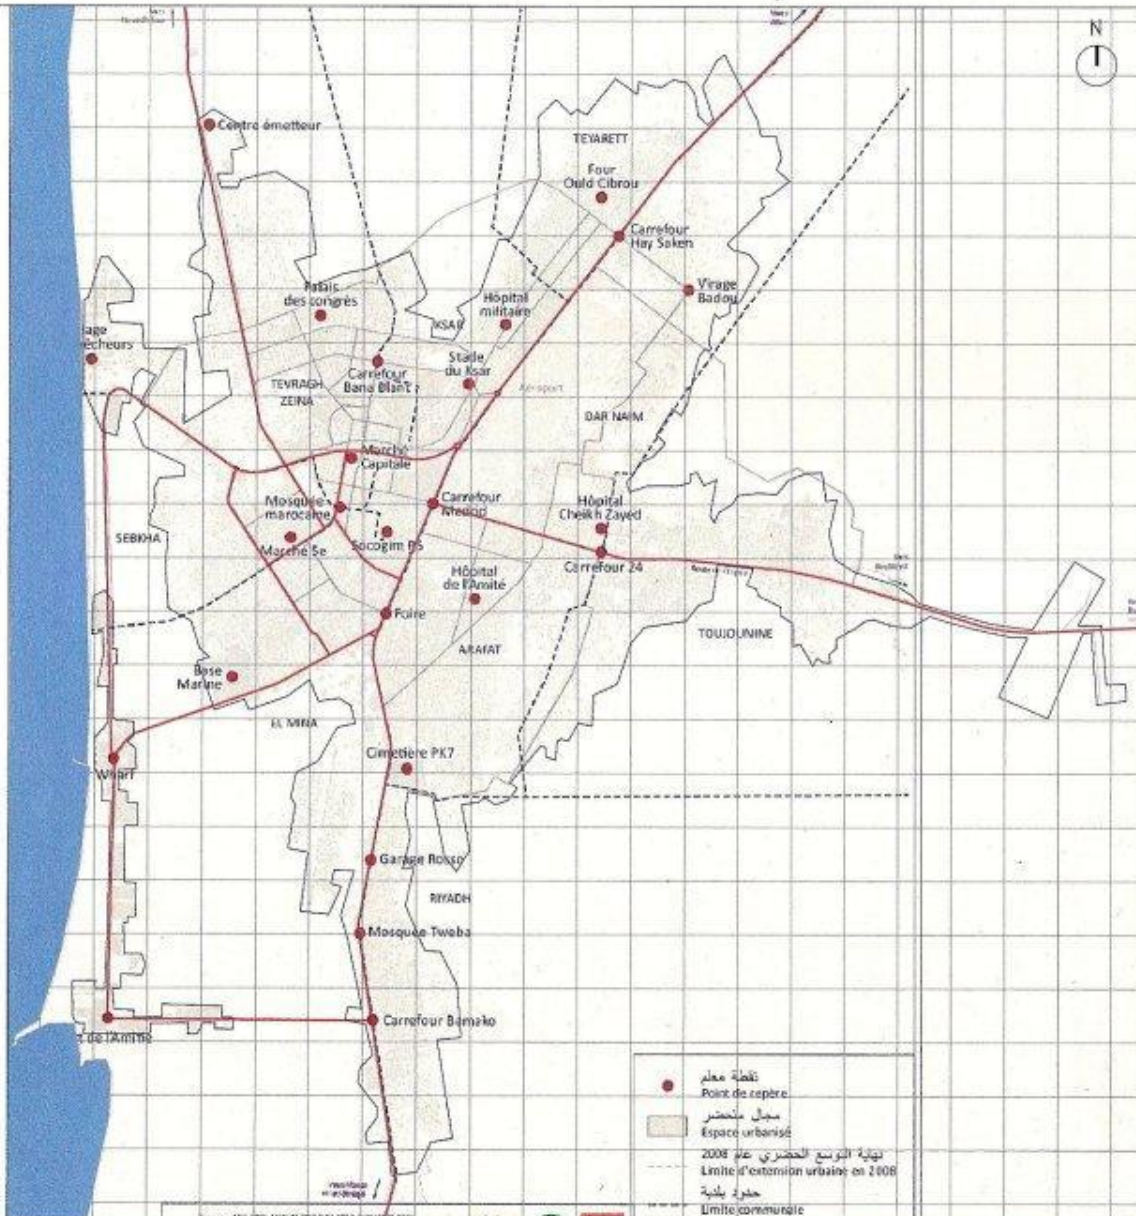 N
Centre émetteur
TEYARETT
Four
Ould Cibrou
Carrefour
Hay Saken
Virage
Badou
Palais
des congrès
Hôpital
militaire
KSAR
Stade
du Ksar
Carrefour
Bana Blanc
TEVRAGH
ZEINA
Aéroport
DAR NAIM
Marché
Capitale
Mosquée
marocaine
Carrefour
Madrid
Hôpital
Cheikh Zayed
SEBKHA
Marché 5e
Socogim PS
Carrefour 24
Hôpital
de l'Amitié
Foire
ARAFAT
TOUJOUNINE
Base
Marine
EL MINA
Cimetière PK7
Wharf
Garage Rosso
RIYADH
Mosquée Tweba
Carrefour Bamako
t de l'Amitié
نقطة معلم
Point de repère
مجال متحضر
Espace urbanisé
نهاية التوسع الحضري عام 2008
Limite d'extension urbaine en 2008
حدود بلدية
Limite communale